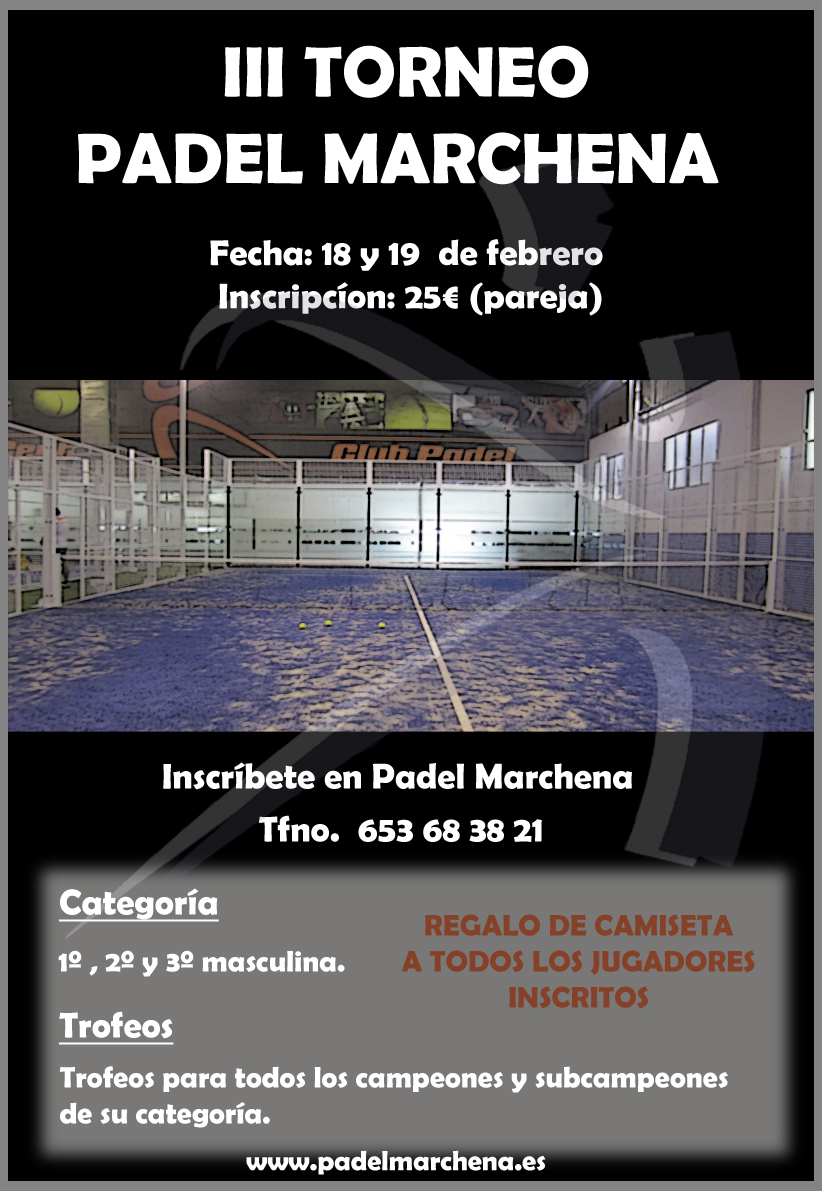 III TORNEO
PADEL MARCHENA
Fecha: 18 y 19 de febrero
Inscripcíon: 25€ (pareja)
Club Padel
Inscríbete en Padel Marchena
Tfno. 653 68 38 21
Categoría
1º , 2º y 3º masculina.
REGALO DE CAMISETA
A TODOS LOS JUGADORES
INSCRITOS
Trofeos
Trofeos para todos los campeones y subcampeones
de su categoría.
www.padelmarchena.es